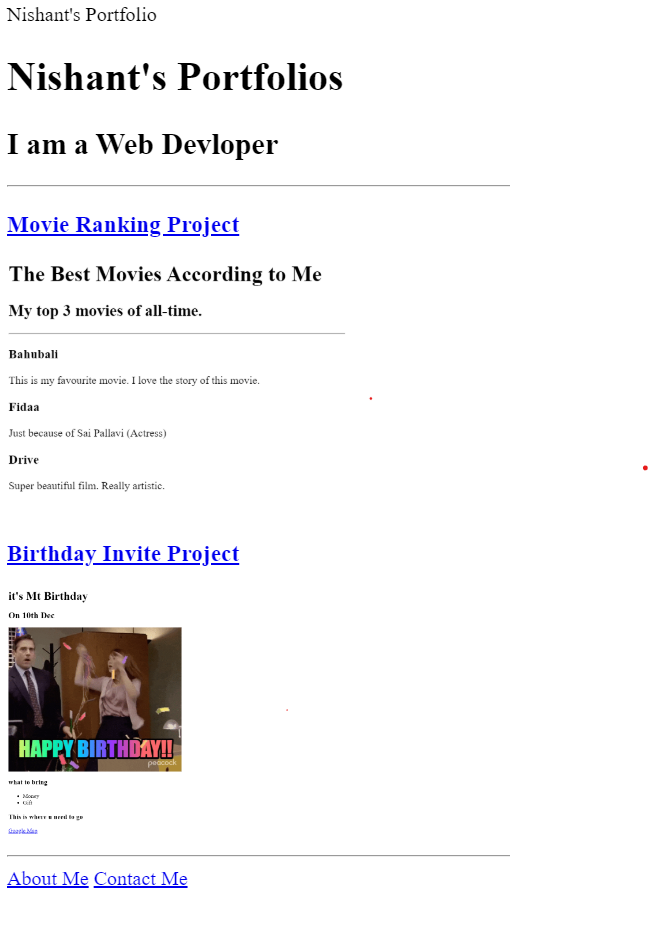 Nishant's Portfolio
Nishant's Portfolios
I am a Web Devloper
Movie Ranking Project
The Best Movies According to Me
My top 3 movies of all-time.
Bahubali
This is my favourite movie. I love the story of this movie.
Fidaa
Just because of Sai Pallavi (Actress)
Drive
Super beautiful film. Really artistic.
Birthday Invite Project
it's Mt Birthday
On 10th Dec
HAPPY BIRTHDAY!!
peacock
what to bring
Money
Gift
This is where u need to go
Google Map
About Me Contact Me